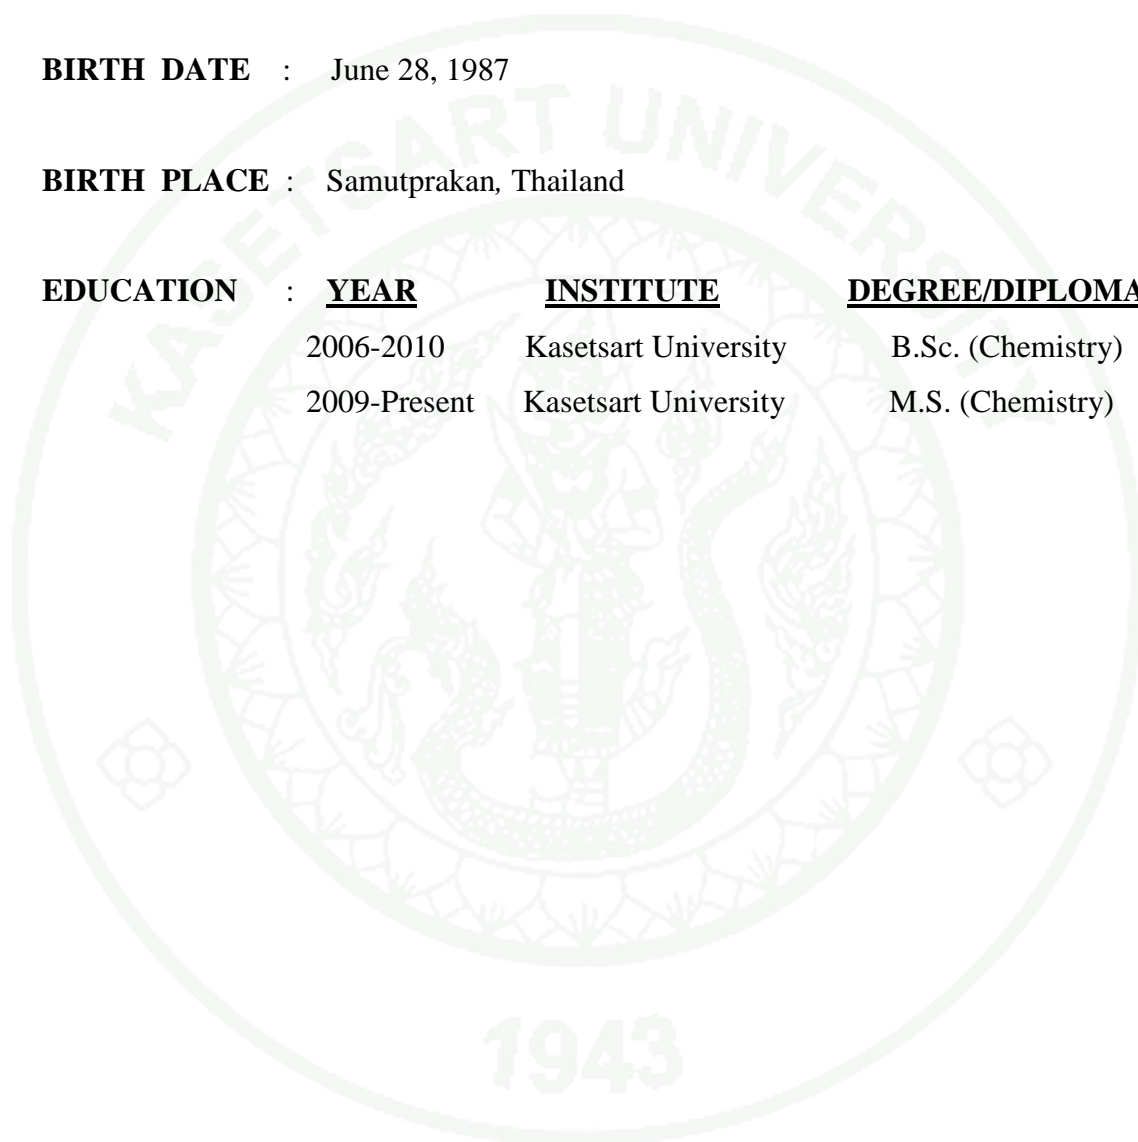 BIRTH DATE : June 28, 1987
BIRTH PLACE : Samutprakan, Thailand
EDUCATION : YEAR INSTITUTE DEGREE/DIPLOMA
2006-2010 Kasetsart University B.Sc. (Chemistry)
2009-Present Kasetsart University M.S. (Chemistry)
KASETSART UNIVERSITY
1943